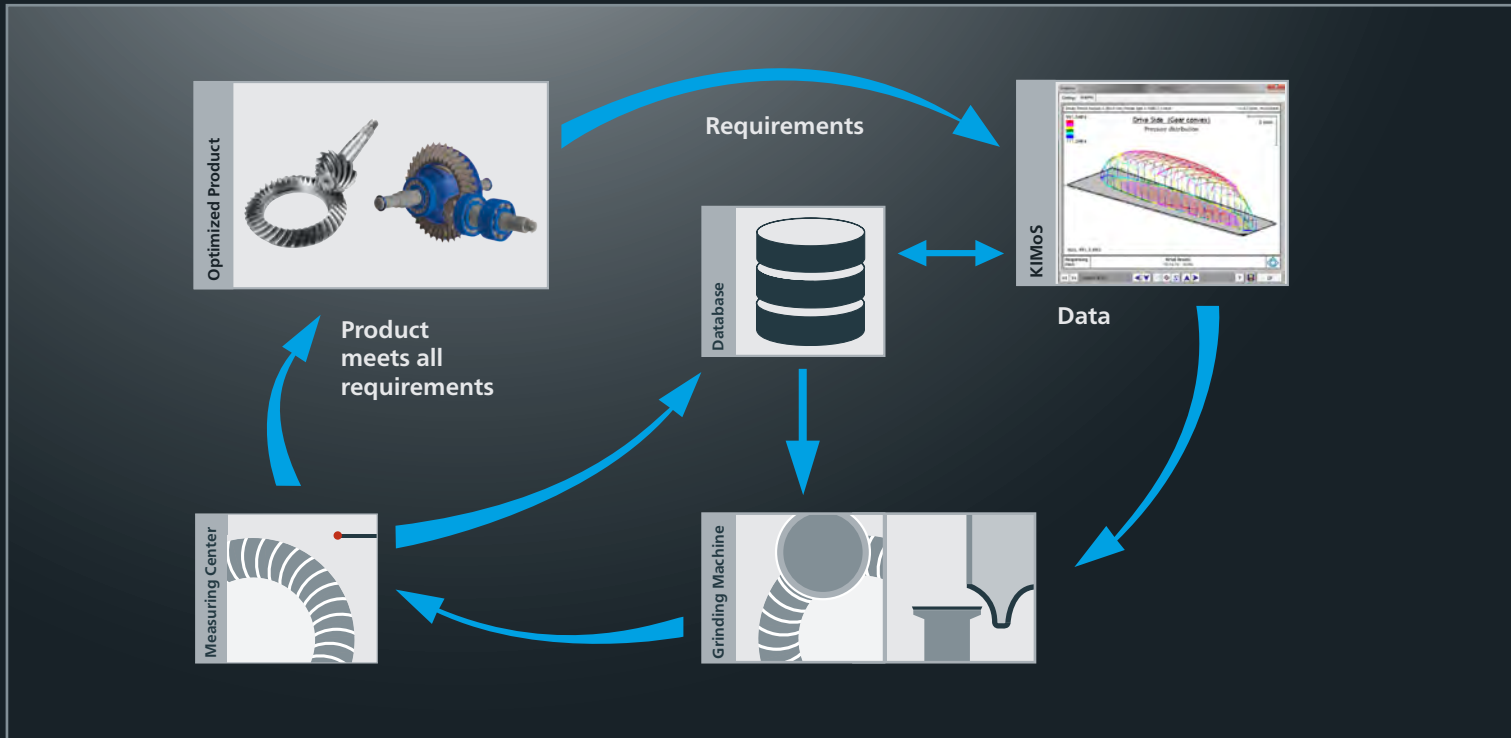 Optimized Product
Requirements
KIMoS
Drive Side (Gear convex)
Pressure distribution
Database
Data
Product
meets all
requirements
Measuring Center
Grinding Machine